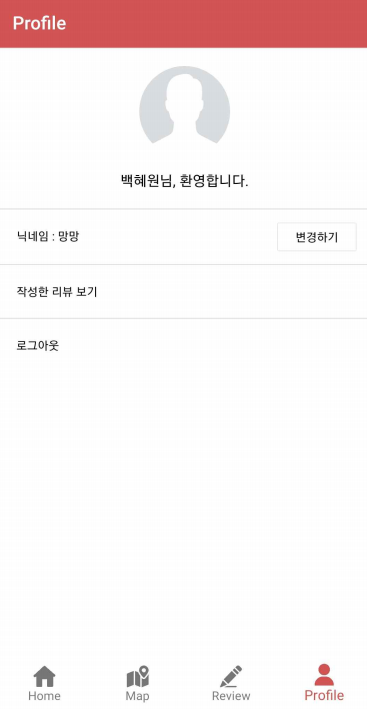 Profile
백혜원님, 환영합니다.
닉네임 : 망망
변경하기
작성한 리뷰 보기
로그아웃
Home
Map
Review
Profile